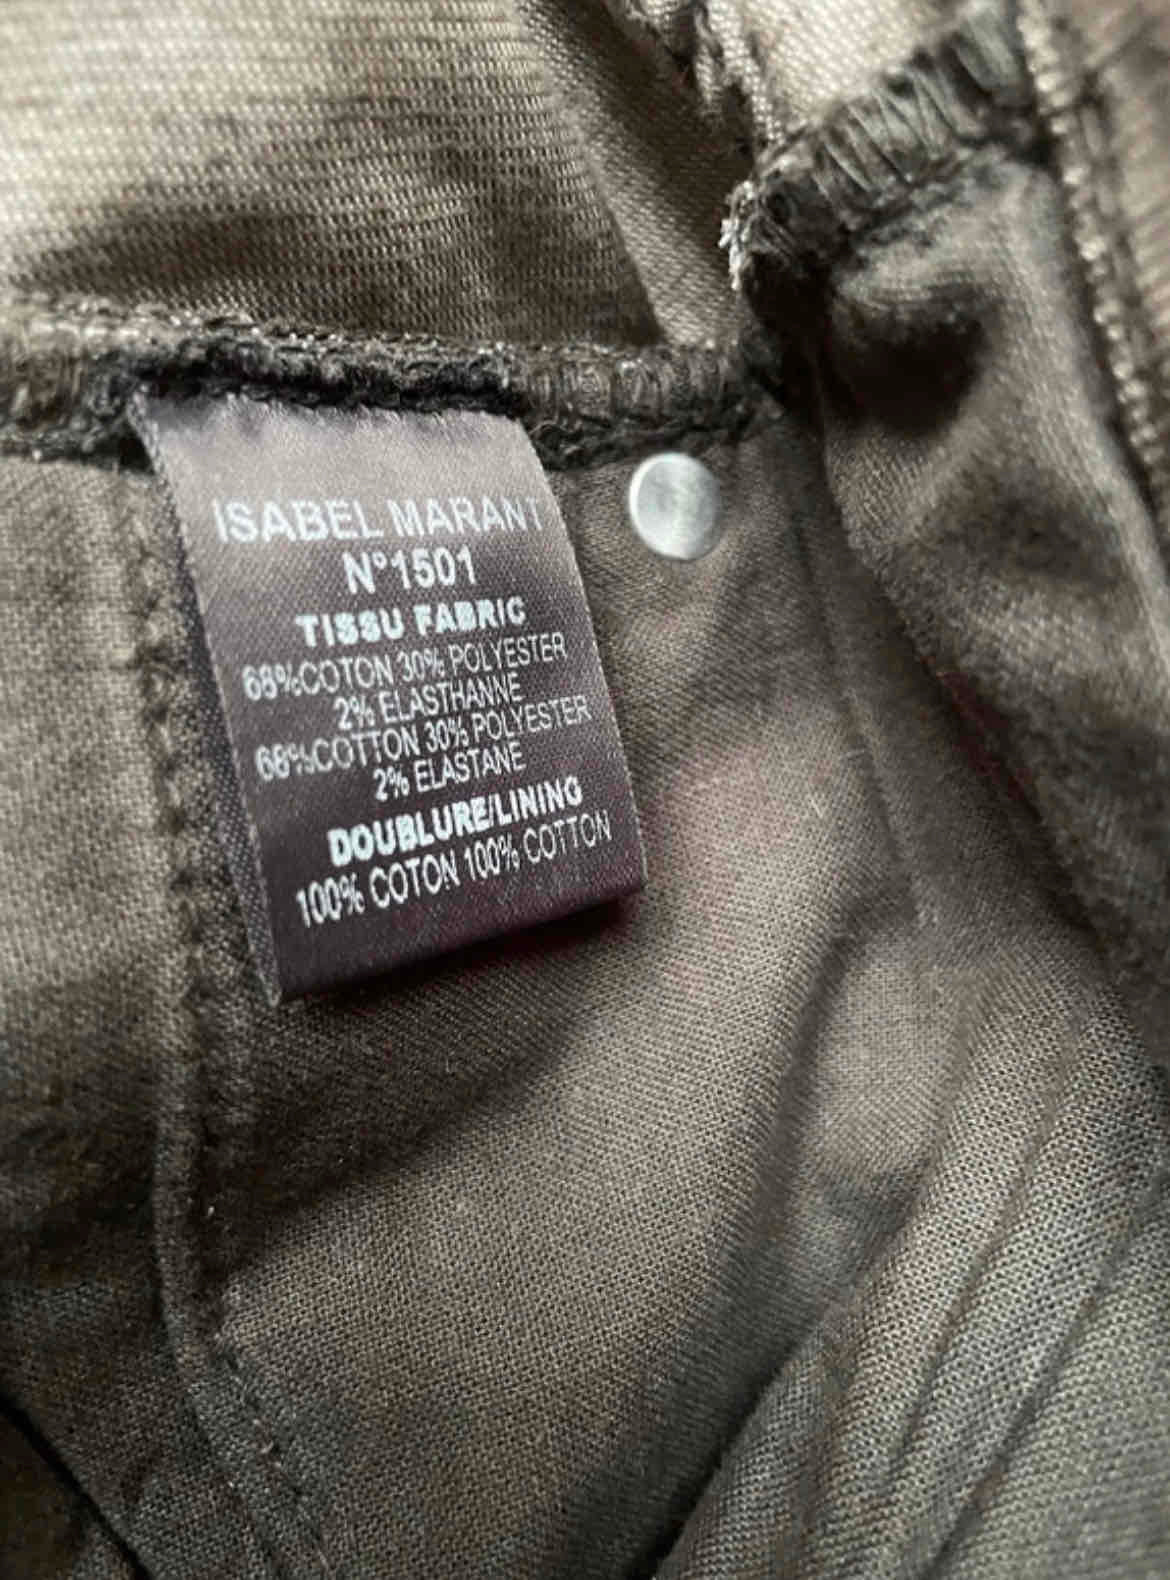 ISABEL MARANT
N°1501
TISSU FABRIC
68%COTON 30% POLYESTER
2% ELASTHANNE
68%COTTON 30% POLYESTER
2% ELASTANE
DOUBLURE/LINING
100% COTON 100% COTTON